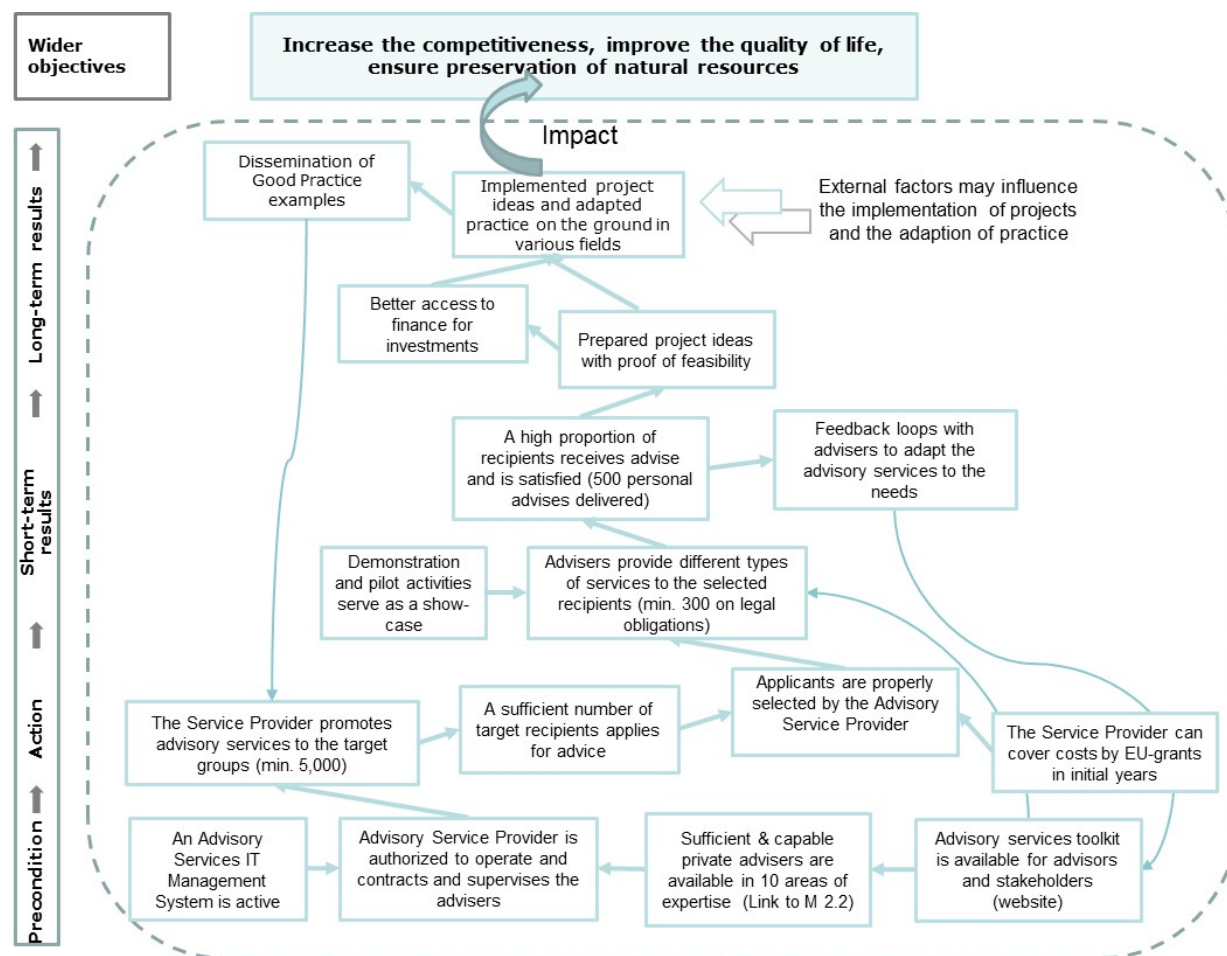 Wider
objectives
Increase the competitiveness, improve the quality of life,
ensure preservation of natural resources
Impact
Long-term results
Short-term
results
Action
Precondition
Dissemination of
Good Practice
examples
Implemented project
ideas and adapted
practice on the ground in
various fields
External factors may influence
the implementation of projects
and the adaption of practice
Better access to
finance for
investments
Prepared project ideas
with proof of feasibility
A high proportion of
recipients receives advise
and is satisfied (500 personal
advises delivered)
Feedback loops with
advisers to adapt the
advisory services to the
needs
Demonstration
and pilot activities
serve as a show-
case
Advisers provide different types
of services to the selected
recipients (min. 300 on legal
obligations)
The Service Provider promotes
advisory services to the target
groups (min. 5,000)
A sufficient number of
target recipients applies
for advice
Applicants are properly
selected by the Advisory
Service Provider
The Service Provider can
cover costs by EU-grants
in initial years
An Advisory
Services IT
Management
System is active
Advisory Service Provider is
authorized to operate and
contracts and supervises the
advisers
Sufficient & capable
private advisers are
available in 10 areas of
expertise (Link to M 2.2)
Advisory services toolkit
is available for advisors
and stakeholders
(website)